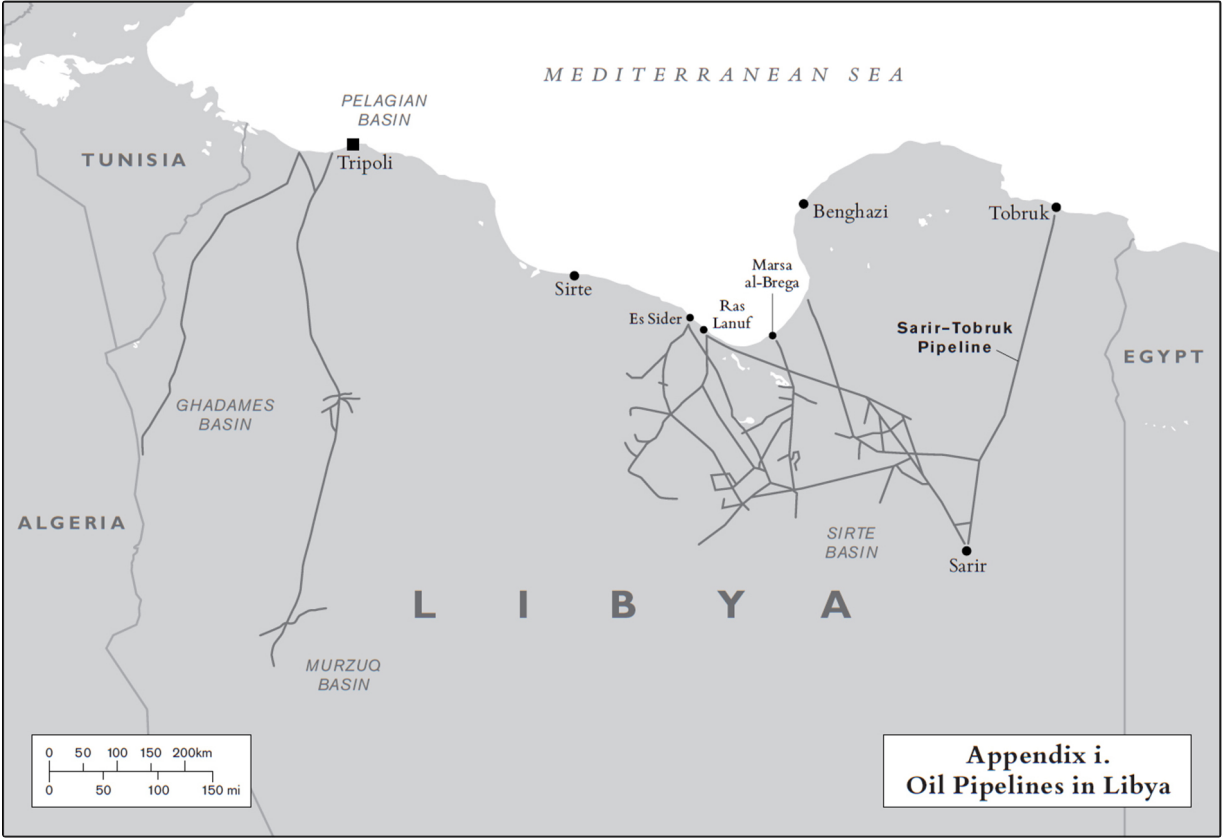 MEDITERRANEAN SEA
PELAGIAN
BASIN
TUNISIA
Tripoli
Benghazi
Tobruk
Marsa
al-Brega
Sirte
Es Sider
Ras
Lanuf
Sarir–Tobruk
Pipeline
EGYPT
GHADAMES
BASIN
ALGERIA
SIRTE
BASIN
Sarir
LIBYA
MURZUQ
BASIN
0 50 100 150 200km
0 50 100 150 mi
Appendix i.
Oil Pipelines in Libya